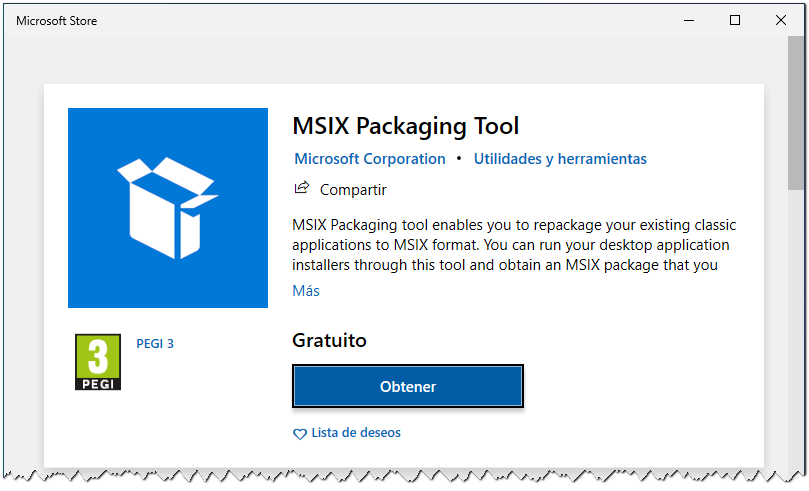 Microsoft Store
MSIX Packaging Tool
Microsoft Corporation • Utilidades y herramientas
Compartir
MSIX Packaging tool enables you to repackage your existing classic
applications to MSIX format. You can run your desktop application
installers through this tool and obtain an MSIX package that you
Más
3
PEGI
PEGI 3
Gratuito
Obtener
Lista de deseos